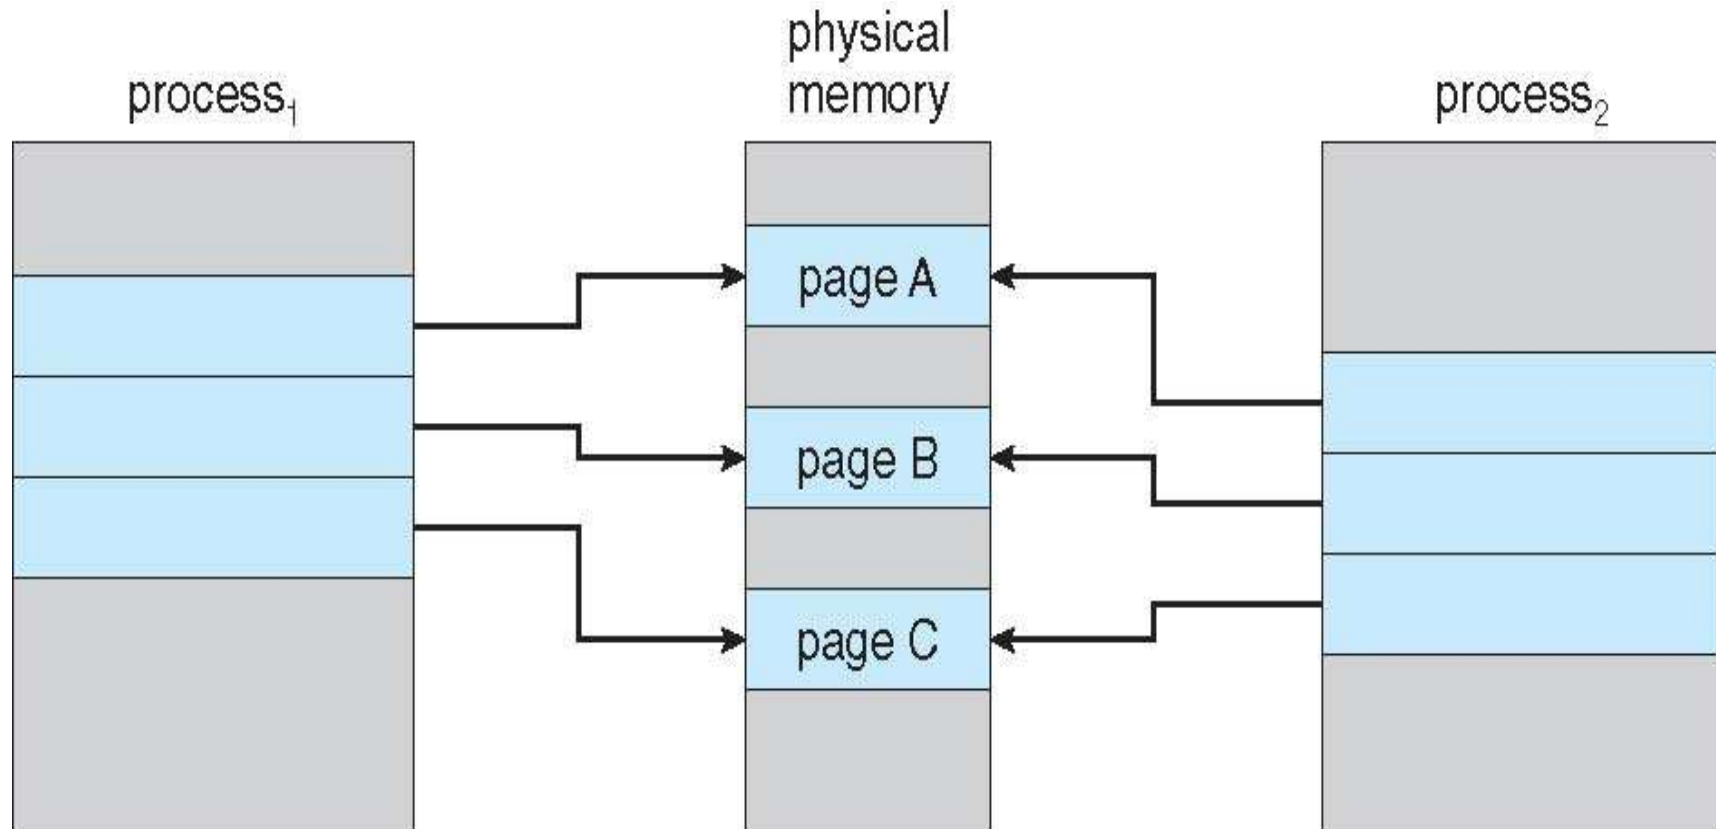 process₁
physical
memory
process₂
page A
page B
page C